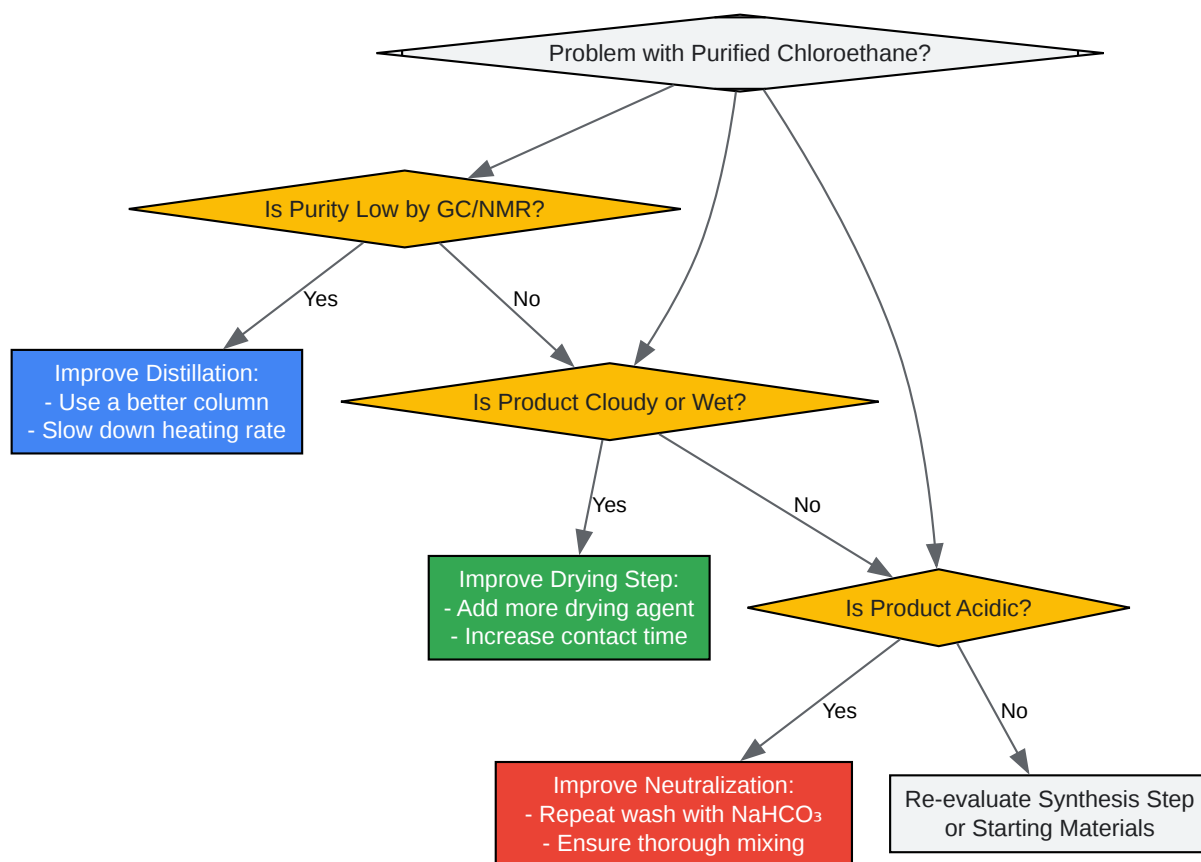 Problem with Purified Chloroethane?
Is Purity Low by GC/NMR?
Yes
No
Improve Distillation:
- Use a better column
- Slow down heating rate
Is Product Cloudy or Wet?
Yes
No
Improve Drying Step:
- Add more drying agent
- Increase contact time
Is Product Acidic?
Yes
No
Improve Neutralization:
- Repeat wash with NaHCO₃
- Ensure thorough mixing
Re-evaluate Synthesis Step
or Starting Materials